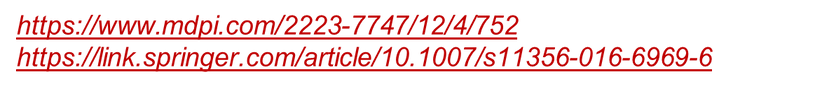 https://www.mdpi.com/2223-7747/12/4/752
https://link.springer.com/article/10.1007/s11356-016-6969-6